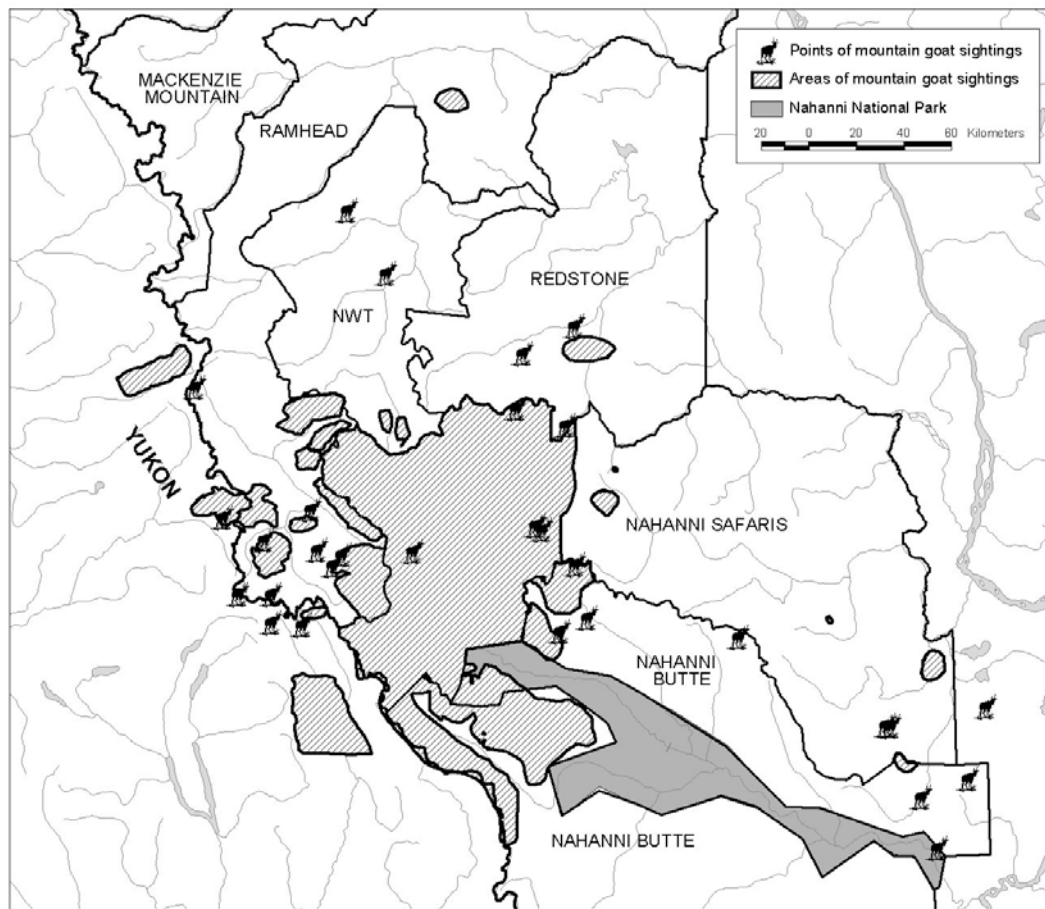 Points of mountain goat sightings
Areas of mountain goat sightings
Nahanni National Park
20 0 20 40 60 Kilometers
MACKENZIE
MOUNTAIN
RAMHEAD
REDSTONE
NWT
YUKON
NAHANNI SAFARIS
NAHANNI
BUTTE
NAHANNI BUTTE